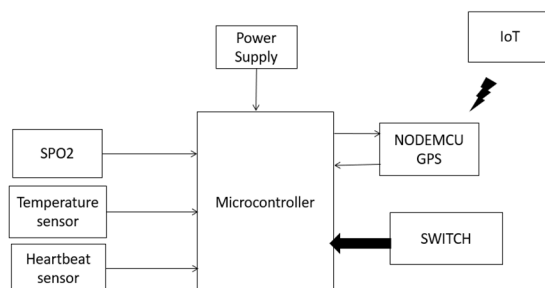 Power
Supply
IoT
NODEMCU
GPS
SPO2
Microcontroller
Temperature
sensor
SWITCH
Heartbeat
sensor